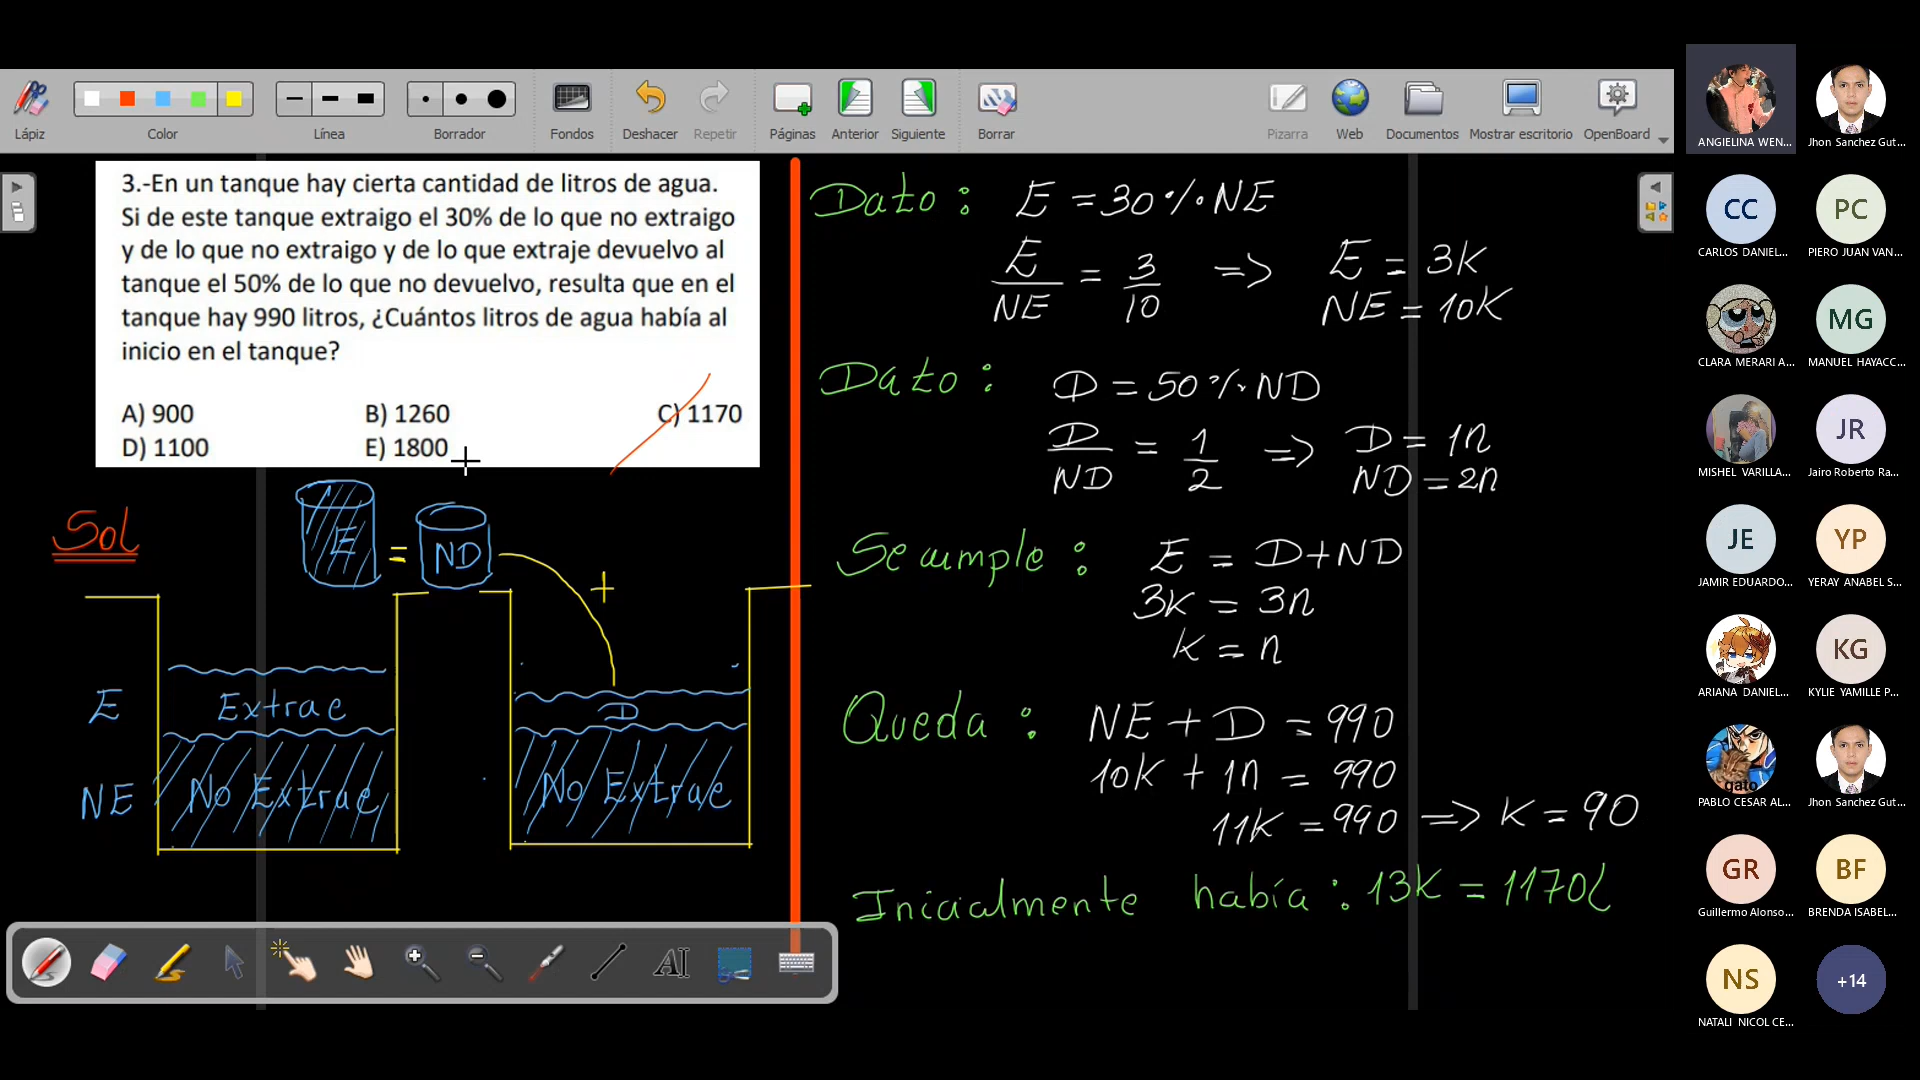 Lápiz
Color
Línea
Borrador
Fondos
Deshacer
Repetir
Páginas
Anterior
Siguiente
Borrar
Pizarra
Web
Documentos
Mostrar escritorio
OpenBoard
3.-En un tanque hay cierta cantidad de litros de agua.
Si de este tanque extraigo el 30% de lo que no extraigo
y de lo que no extraigo y de lo que extraje devuelvo al
tanque el 50% de lo que no devuelvo, resulta que en el
tanque hay 990 litros, ¿Cuántos litros de agua había al
inicio en el tanque?
A) 900 B) 1260 C) 1170
D) 1100 E) 1800
Sol
E = ND
+
E Extrae
NE No Extrae
D
No Extrae
Dato: E = 30% NE
E/NE = 3/10 => E = 3K
NE = 10K
Dato: D = 50% ND
D/ND = 1/2 => D = 1n
ND = 2n
Se cumple: E = D+ND
3K = 3n
K = n
Queda: NE + D = 990
10K + 1n = 990
11K = 990 => K = 90
Inicialmente había: 13K = 1170L
ANGIELINA WEN...
Jhon Sanchez Gut...
CC
CARLOS DANIEL...
PC
PIERO JUAN VAN...
CLARA MERARI A...
MG
MANUEL HAYACC...
MISHEL VARILLA...
JR
Jairo Roberto Ra...
JE
JAMIR EDUARDO...
YP
YERAY ANABEL S...
ARIANA DANIEL...
KG
KYLIE YAMILLE P...
gato
PABLO CESAR AL...
Jhon Sanchez Gut...
GR
Guillermo Alonso...
BF
BRENDA ISABEL...
NS
NATALI NICOL CE...
+14